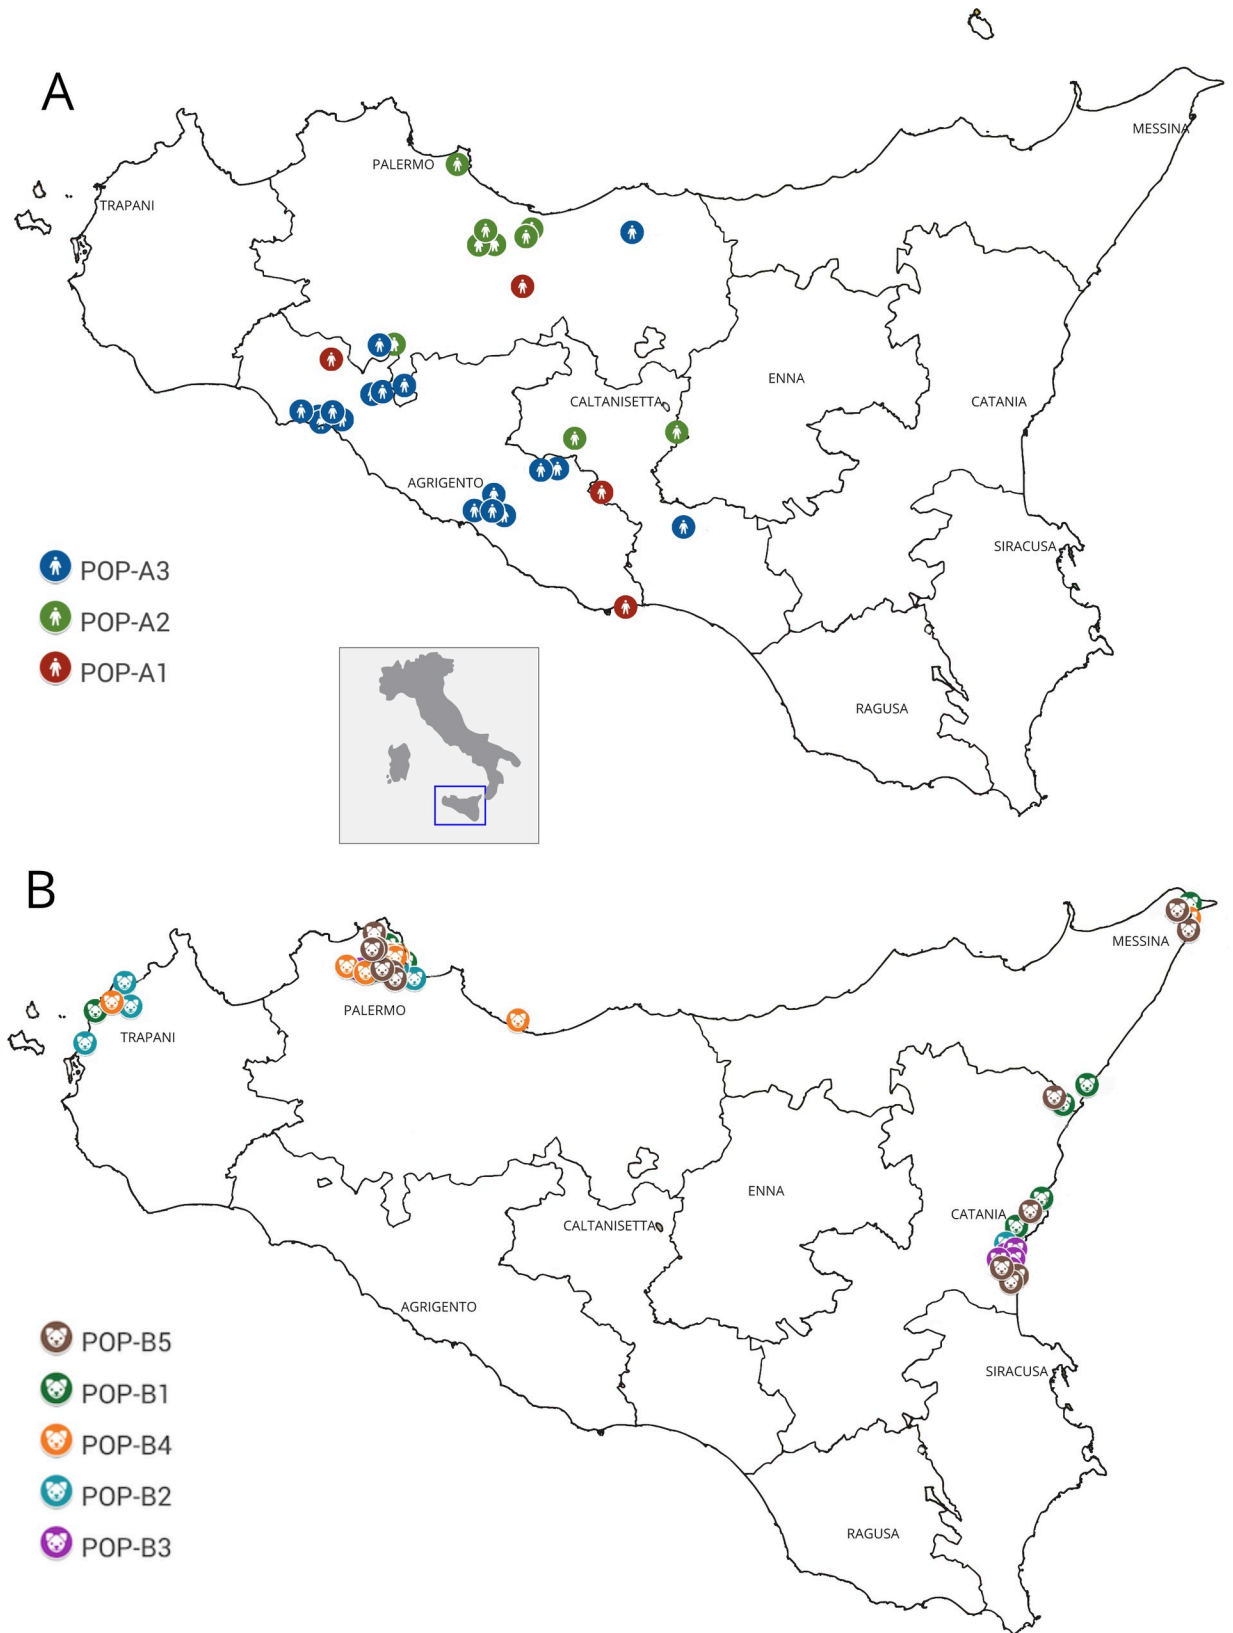 A
MESSINA
PALERMO
TRAPANI
ENNA
CALTANISETTA
CATANIA
AGRIGENTO
SIRACUSA
POP-A3
POP-A2
POP-A1
RAGUSA
B
MESSINA
PALERMO
TRAPANI
ENNA
CATANIA
CALTANISETTA
AGRIGENTO
POP-B5
SIRACUSA
POP-B1
POP-B4
POP-B2
RAGUSA
POP-B3